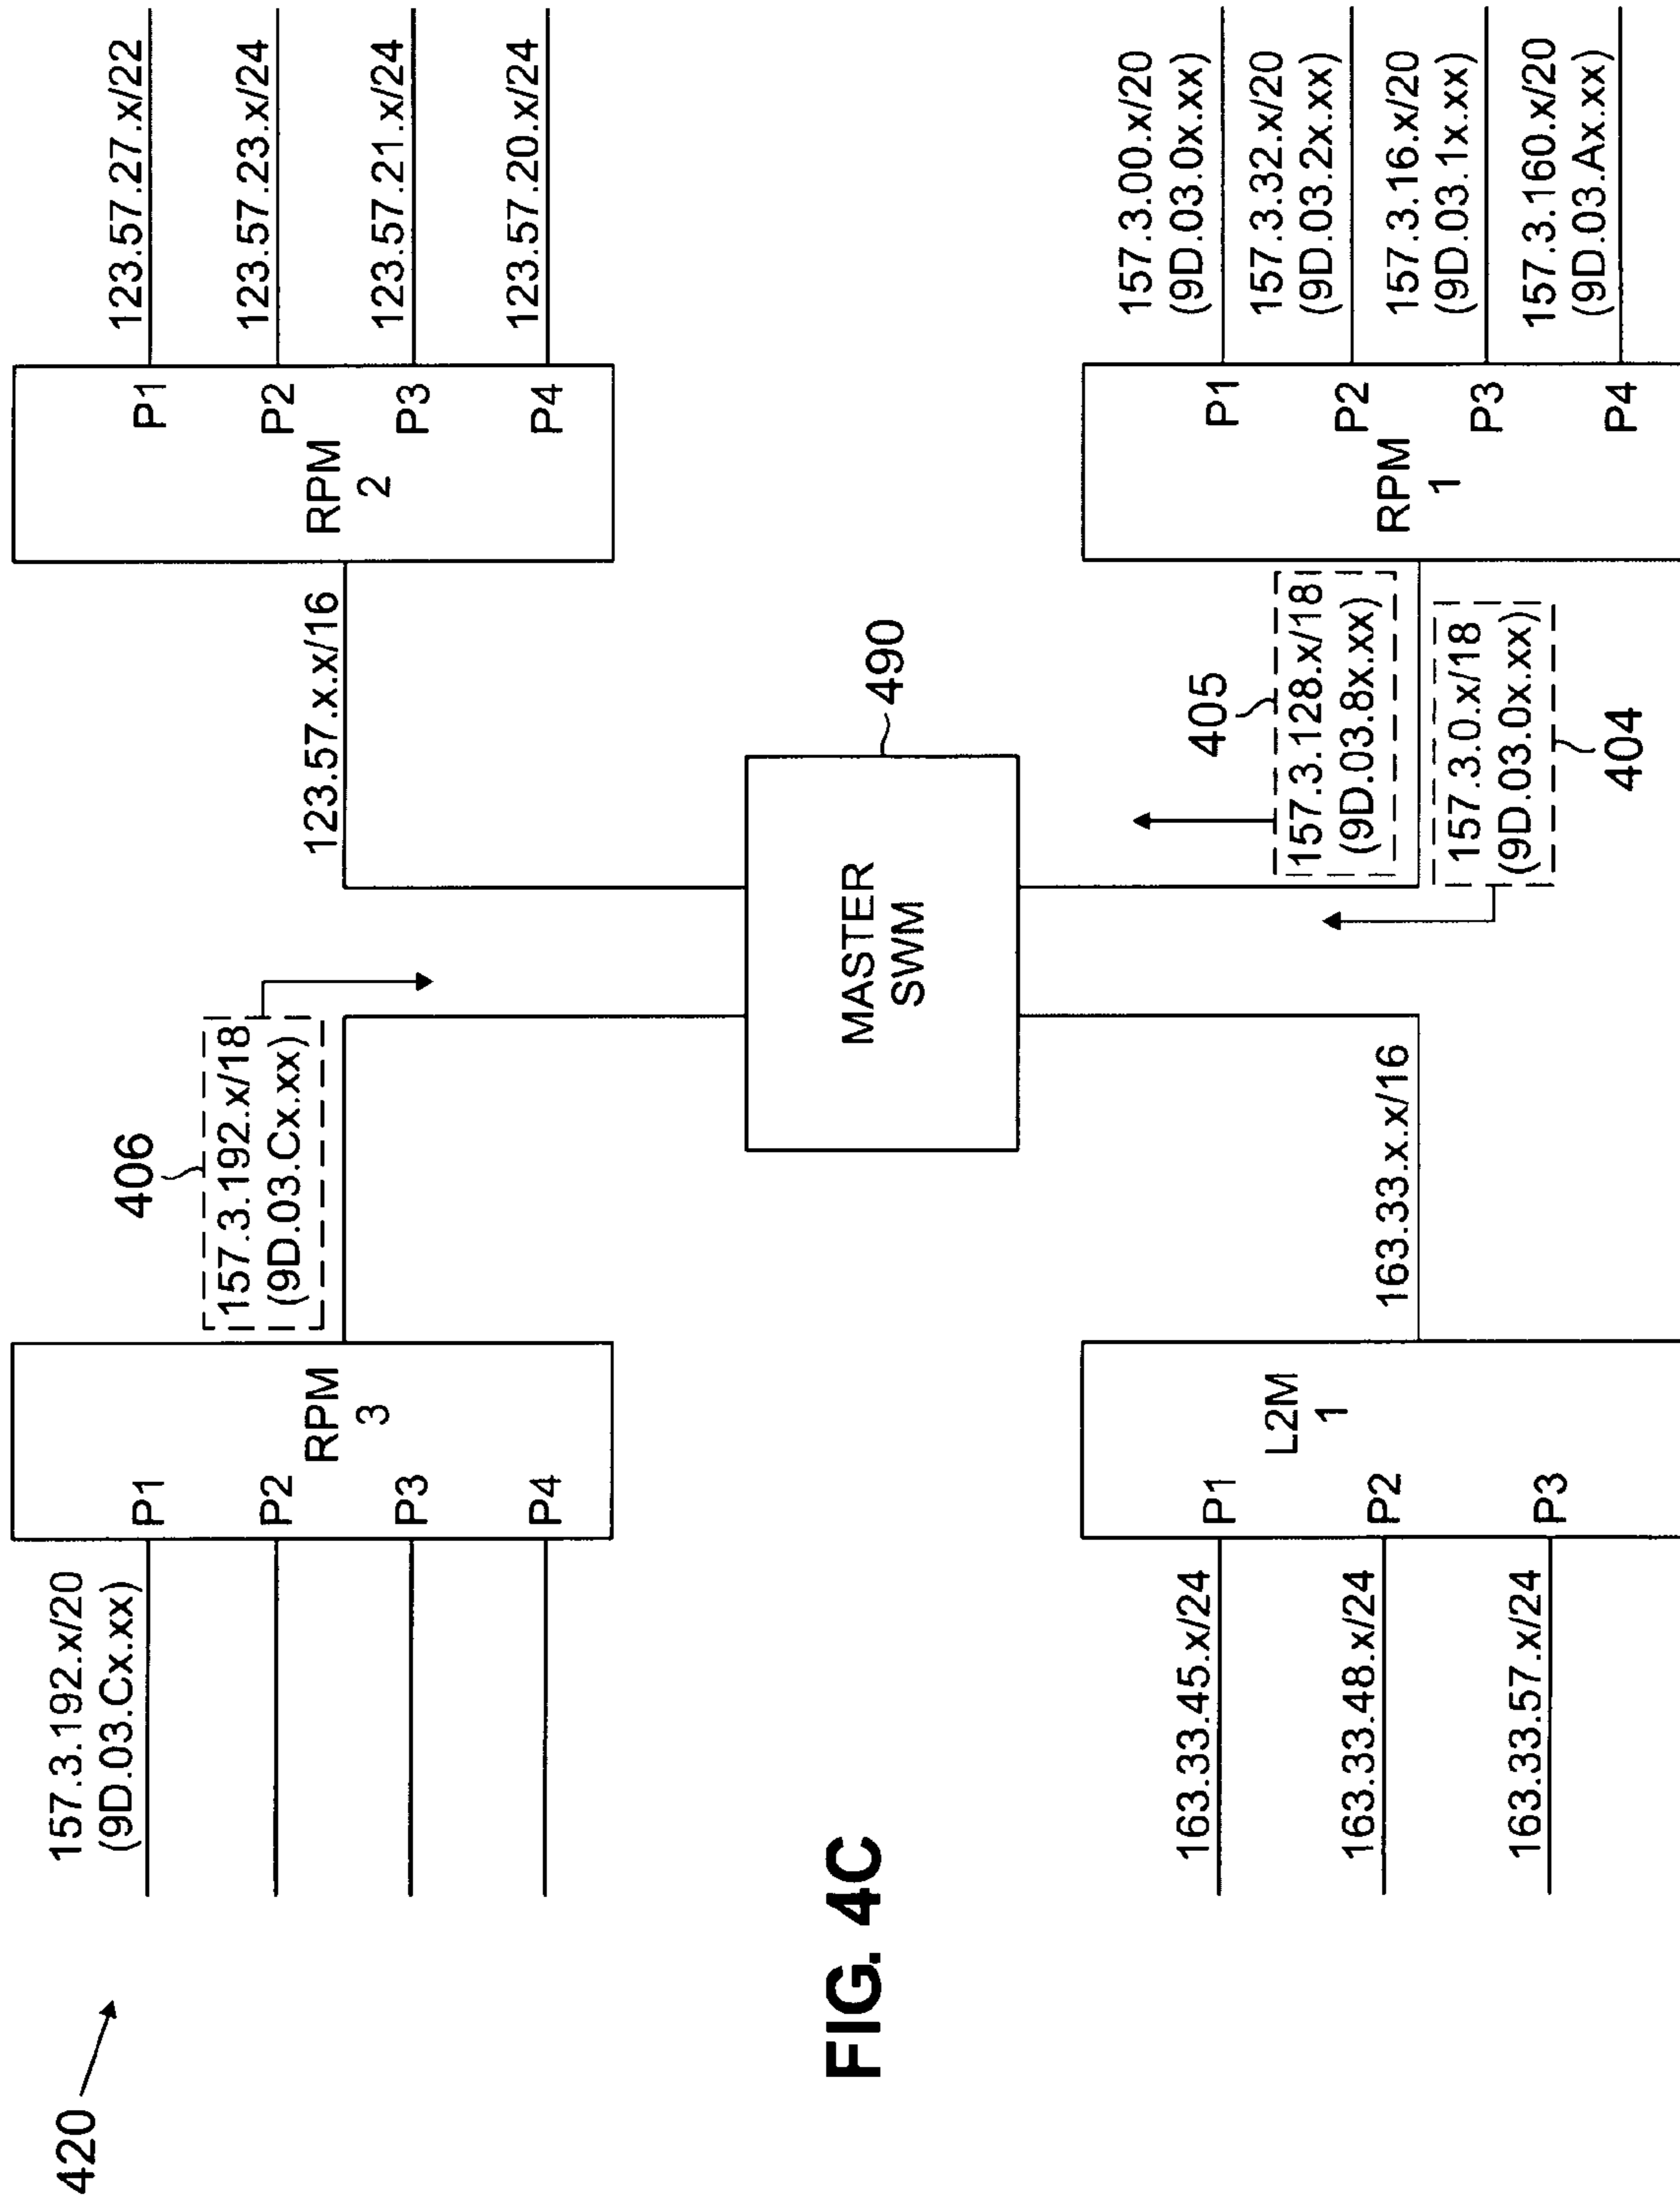 420
157.3.192.x/20
(9D.03.Cx.xx)
P1
P2
P3
P4
RPM
3
406
157.3.192.x/18
(9D.03.Cx.xx)
123.57.x.x/16
RPM
2
P1
P2
P3
P4
123.57.27.x/22
123.57.23.x/24
123.57.21.x/24
123.57.20.x/24
MASTER
SWM
490
163.33.45.x/24
163.33.48.x/24
163.33.57.x/24
P1
P2
P3
L2M
1
163.33.x.x/16
405
157.3.128.x/18
(9D.03.8x.xx)
157.3.0.x/18
(9D.03.0x.xx)
404
RPM
1
P1
P2
P3
P4
157.3.00.x/20
(9D.03.0x.xx)
157.3.32.x/20
(9D.03.2x.xx)
157.3.16.x/20
(9D.03.1x.xx)
157.3.160.x/20
(9D.03.Ax.xx)
FIG. 4C